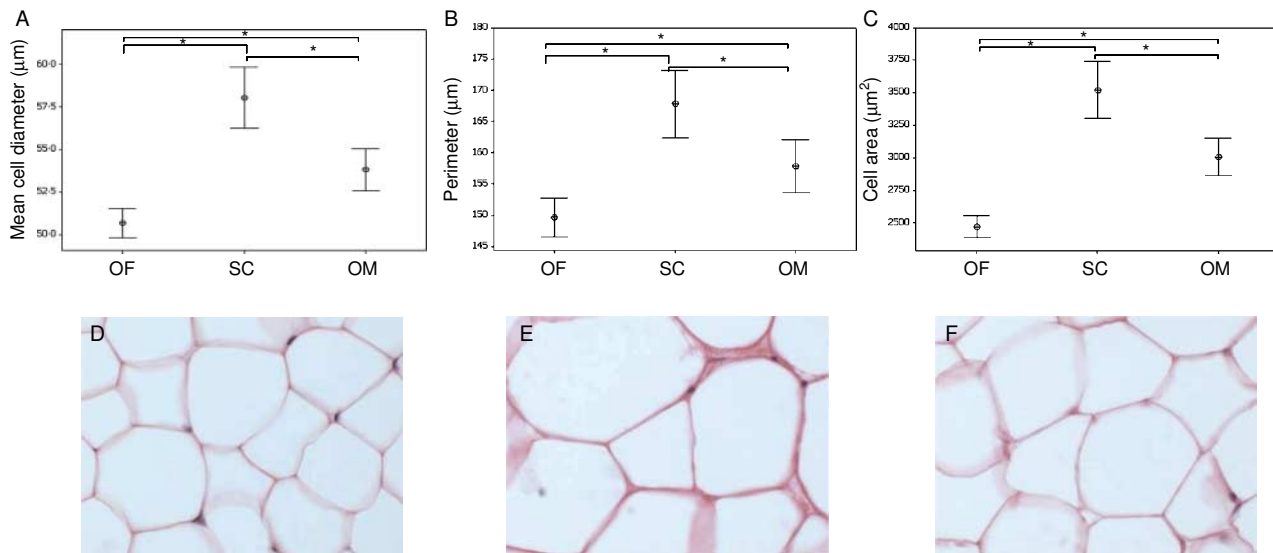 A
Mean cell diameter (μm)
60·0
57·5
55·0
52·5
50·0
*
*
*
OF
SC
OM
B
Perimeter (μm)
180
175
170
165
160
155
150
145
*
*
*
OF
SC
OM
C
Cell area (μm²)
4000
3500
3000
2750
2500
*
*
*
OF
SC
OM
D
E
F